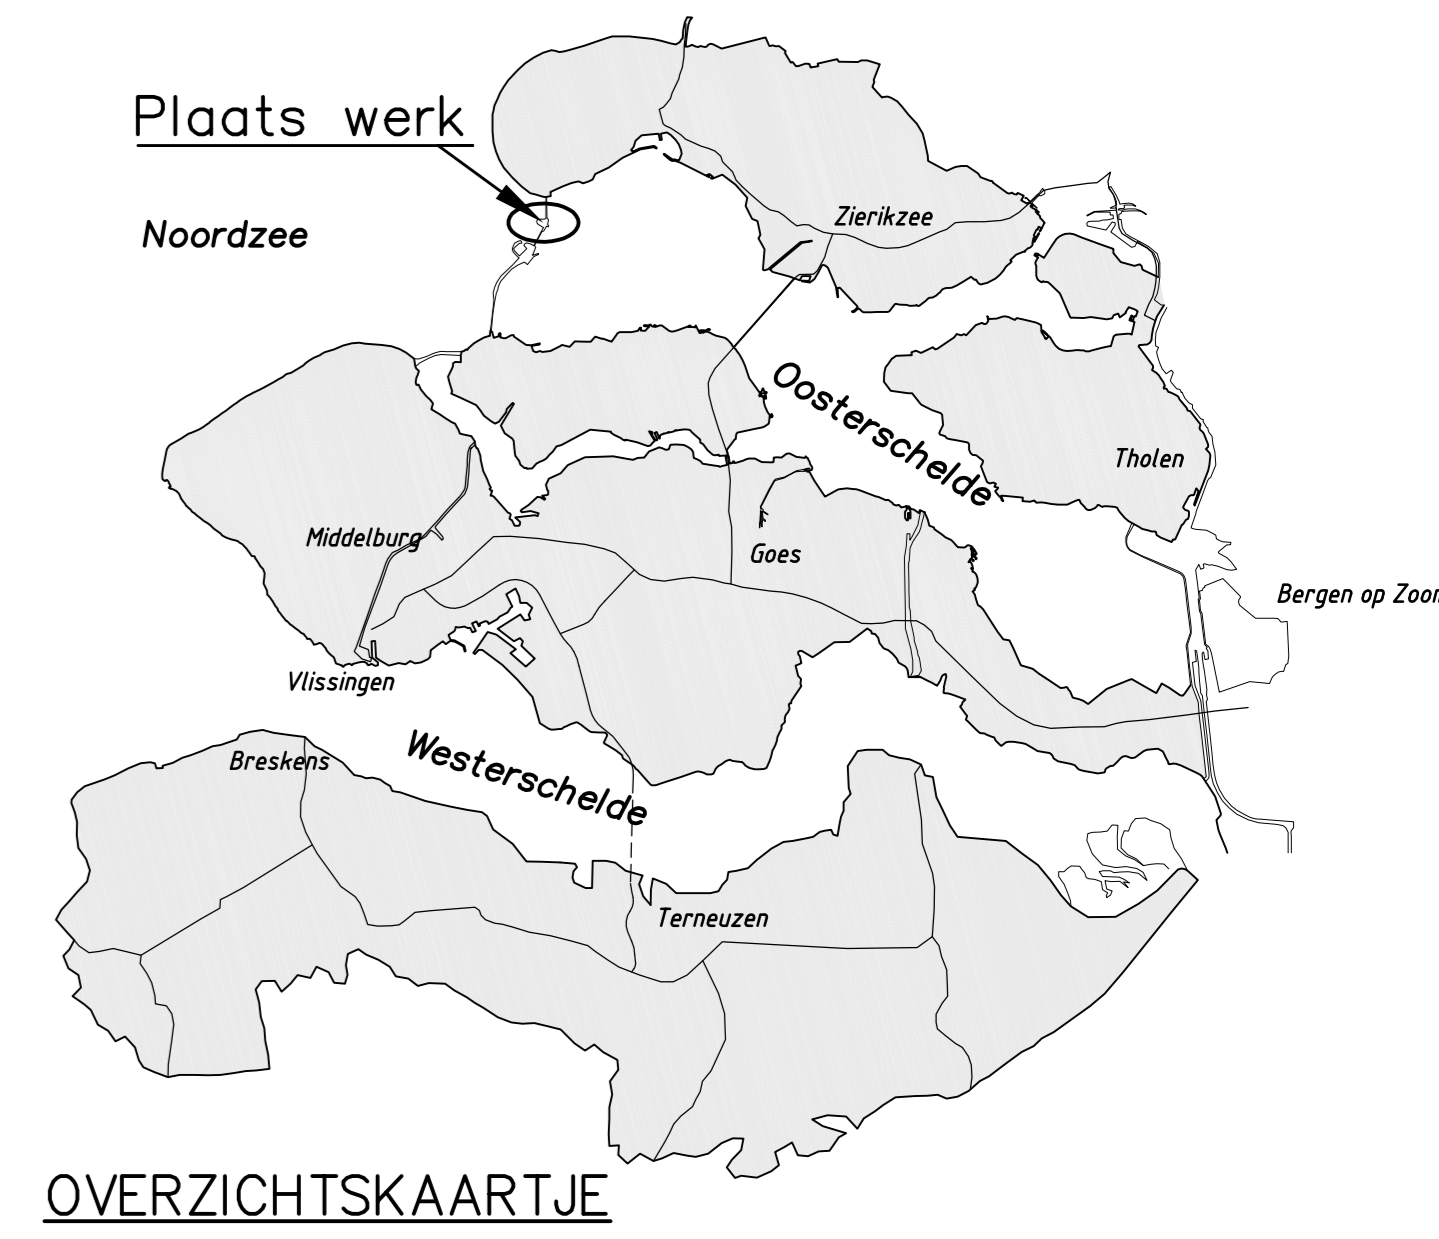 Plaats werk
Noordzee
Zierikzee
Oosterschelde
Tholen
Middelburg
Goes
Bergen op Zoom
Vlissingen
Westerschelde
Breskens
Terneuzen
OVERZICHTSKAARTJE